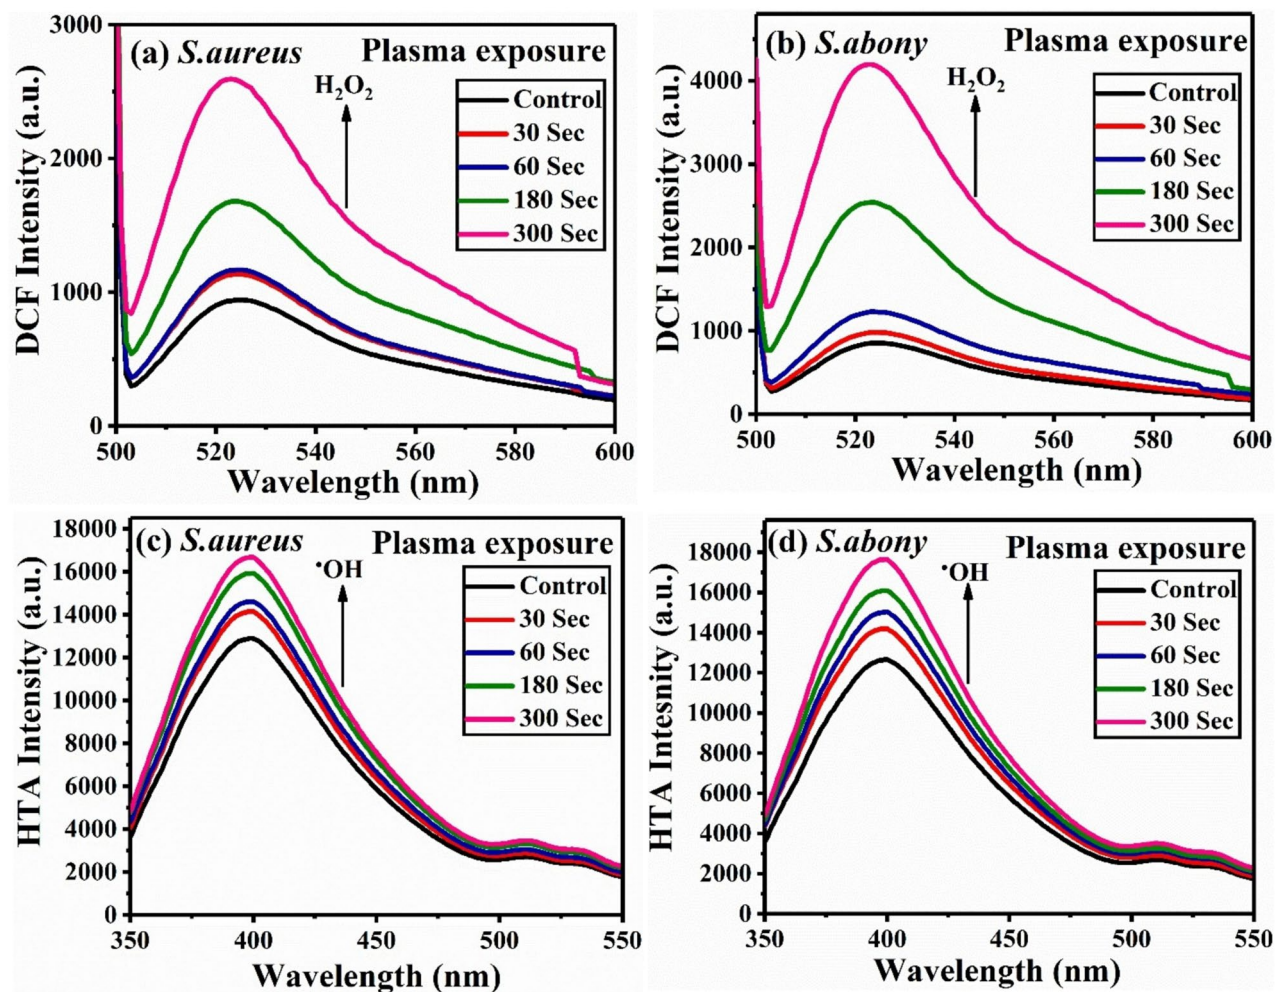 (a) S.aureus
Plasma exposure
H₂O₂
Control
30 Sec
60 Sec
180 Sec
300 Sec
DCF Intensity (a.u.)
3000
2000
1000
0
500 520 540 560 580 600
Wavelength (nm)
(b) S.abony
Plasma exposure
H₂O₂
Control
30 Sec
60 Sec
180 Sec
300 Sec
DCF Intensity (a.u.)
4000
3000
2000
1000
0
500 520 540 560 580 600
Wavelength (nm)
(c) S.aureus
Plasma exposure
•OH
Control
30 Sec
60 Sec
180 Sec
300 Sec
HTA Intensity (a.u.)
18000
16000
14000
12000
10000
8000
6000
4000
2000
0
350 400 450 500 550
Wavelength (nm)
(d) S.abony
Plasma exposure
•OH
Control
30 Sec
60 Sec
180 Sec
300 Sec
HTA Intesnity (a.u.)
18000
16000
14000
12000
10000
8000
6000
4000
2000
0
350 400 450 500 550
Wavelength (nm)